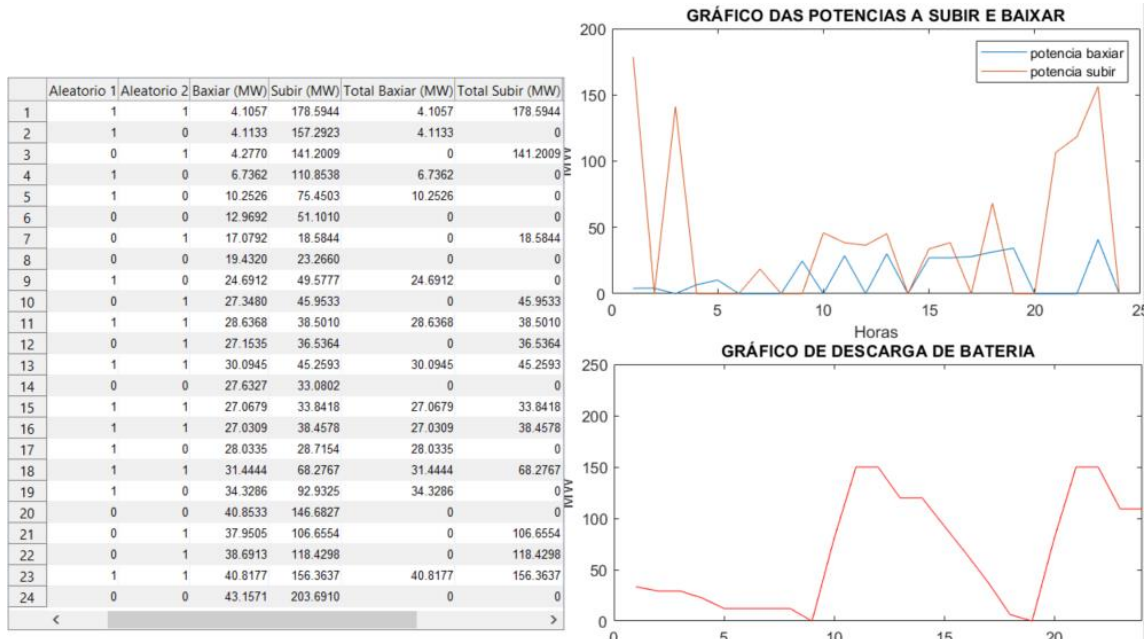 Aleatorio 1 Aleatorio 2 Baxiar (MW) Subir (MW) Total Baxiar (MW) Total Subir (MW)
1 1 1 4.1057 178.5944 4.1057 178.5944
2 1 0 4.1133 157.2923 4.1133 0
3 0 1 4.2770 141.2009 0 141.2009
4 1 0 6.7362 110.8538 6.7362 0
5 1 0 10.2526 75.4503 10.2526 0
6 0 0 12.9692 51.1010 0 0
7 0 1 17.0792 18.5844 0 18.5844
8 0 0 19.4320 23.2660 0 0
9 1 0 24.6912 49.5777 24.6912 0
10 0 1 27.3480 45.9533 0 45.9533
11 1 1 28.6368 38.5010 28.6368 38.5010
12 0 1 27.1535 36.5364 0 36.5364
13 1 1 30.0945 45.2593 30.0945 45.2593
14 0 0 27.6327 33.0802 0 0
15 1 1 27.0679 33.8418 27.0679 33.8418
16 1 1 27.0309 38.4578 27.0309 38.4578
17 1 0 28.0335 28.7154 28.0335 0
18 1 1 31.4444 68.2767 31.4444 68.2767
19 1 0 34.3286 92.9325 34.3286 0
20 0 0 40.8533 146.6827 0 0
21 0 1 37.9505 106.6554 0 106.6554
22 0 1 38.6913 118.4298 0 118.4298
23 1 1 40.8177 156.3637 40.8177 156.3637
24 0 0 43.1571 203.6910 0 0
GRÁFICO DAS POTENCIAS A SUBIR E BAIXAR
potencia baxiar
potencia subir
200
150
100
50
0
MW
0 5 10 15 20 25
Horas
GRÁFICO DE DESCARGA DE BATERIA
250
200
150
100
50
0
MW
0 5 10 15 20